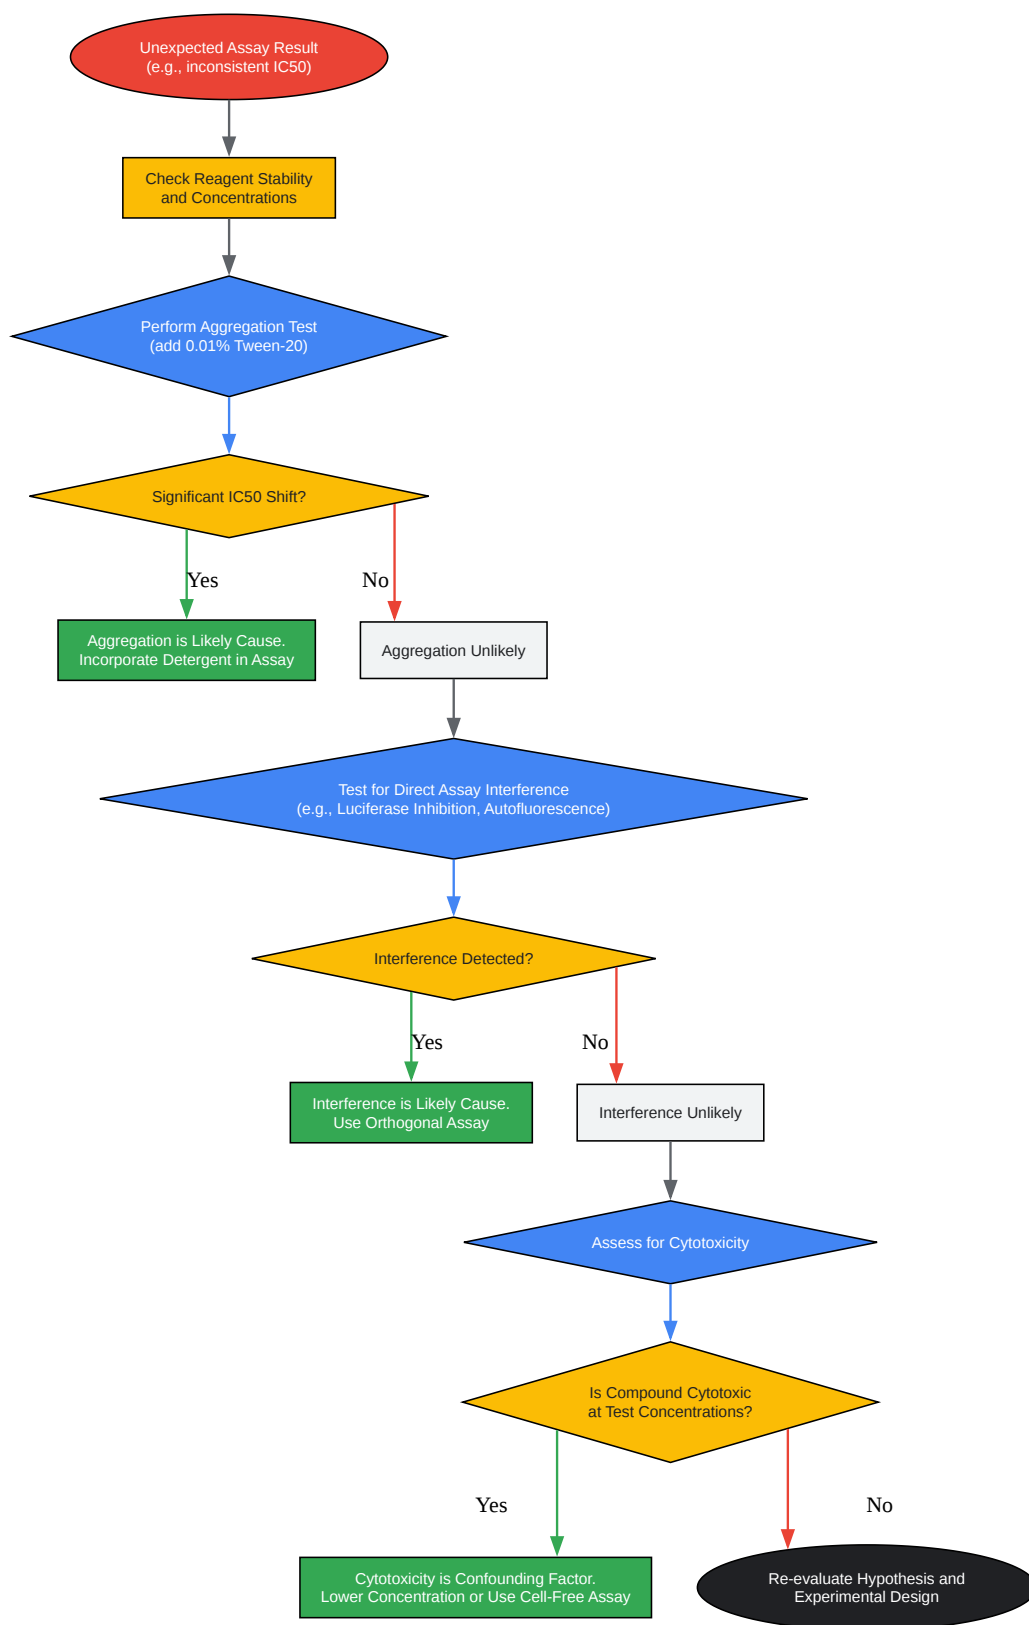 Unexpected Assay Result
(e.g., inconsistent IC50)
Check Reagent Stability
and Concentrations
Perform Aggregation Test
(add 0.01% Tween-20)
Significant IC50 Shift?
Yes
No
Aggregation is Likely Cause.
Incorporate Detergent in Assay
Aggregation Unlikely
Test for Direct Assay Interference
(e.g., Luciferase Inhibition, Autofluorescence)
Interference Detected?
Yes
No
Interference is Likely Cause.
Use Orthogonal Assay
Interference Unlikely
Assess for Cytotoxicity
Is Compound Cytotoxic
at Test Concentrations?
Yes
No
Cytotoxicity is Confounding Factor.
Lower Concentration or Use Cell-Free Assay
Re-evaluate Hypothesis and
Experimental Design